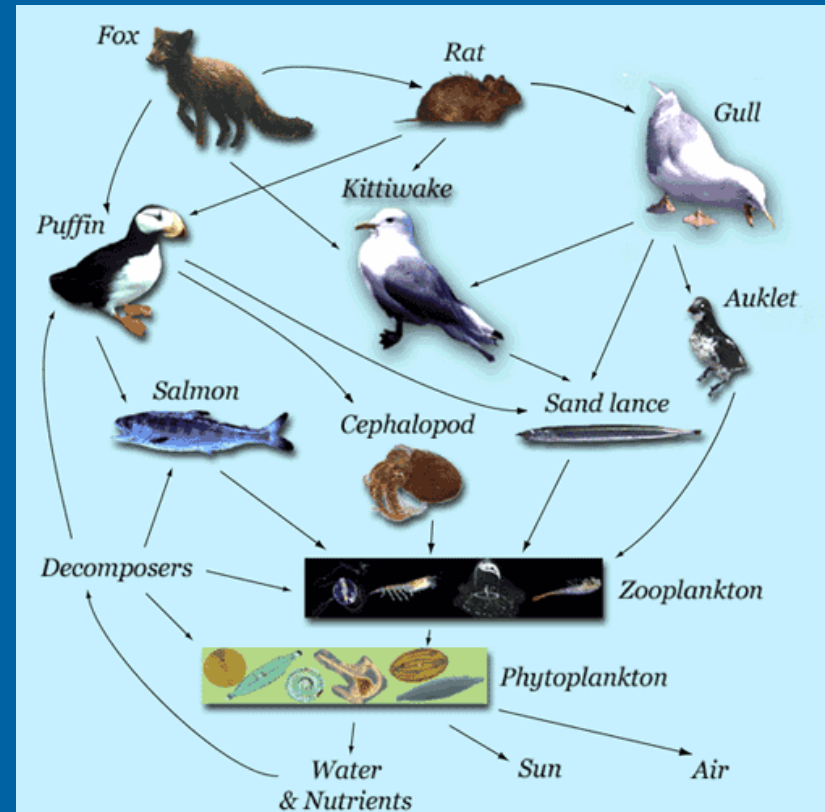 Fox
Rat
Gull
Kittiwake
Puffin
Auklet
Salmon
Sand lance
Cephalopod
Decomposers
Zooplankton
Phytoplankton
Water
& Nutrients
Sun
Air